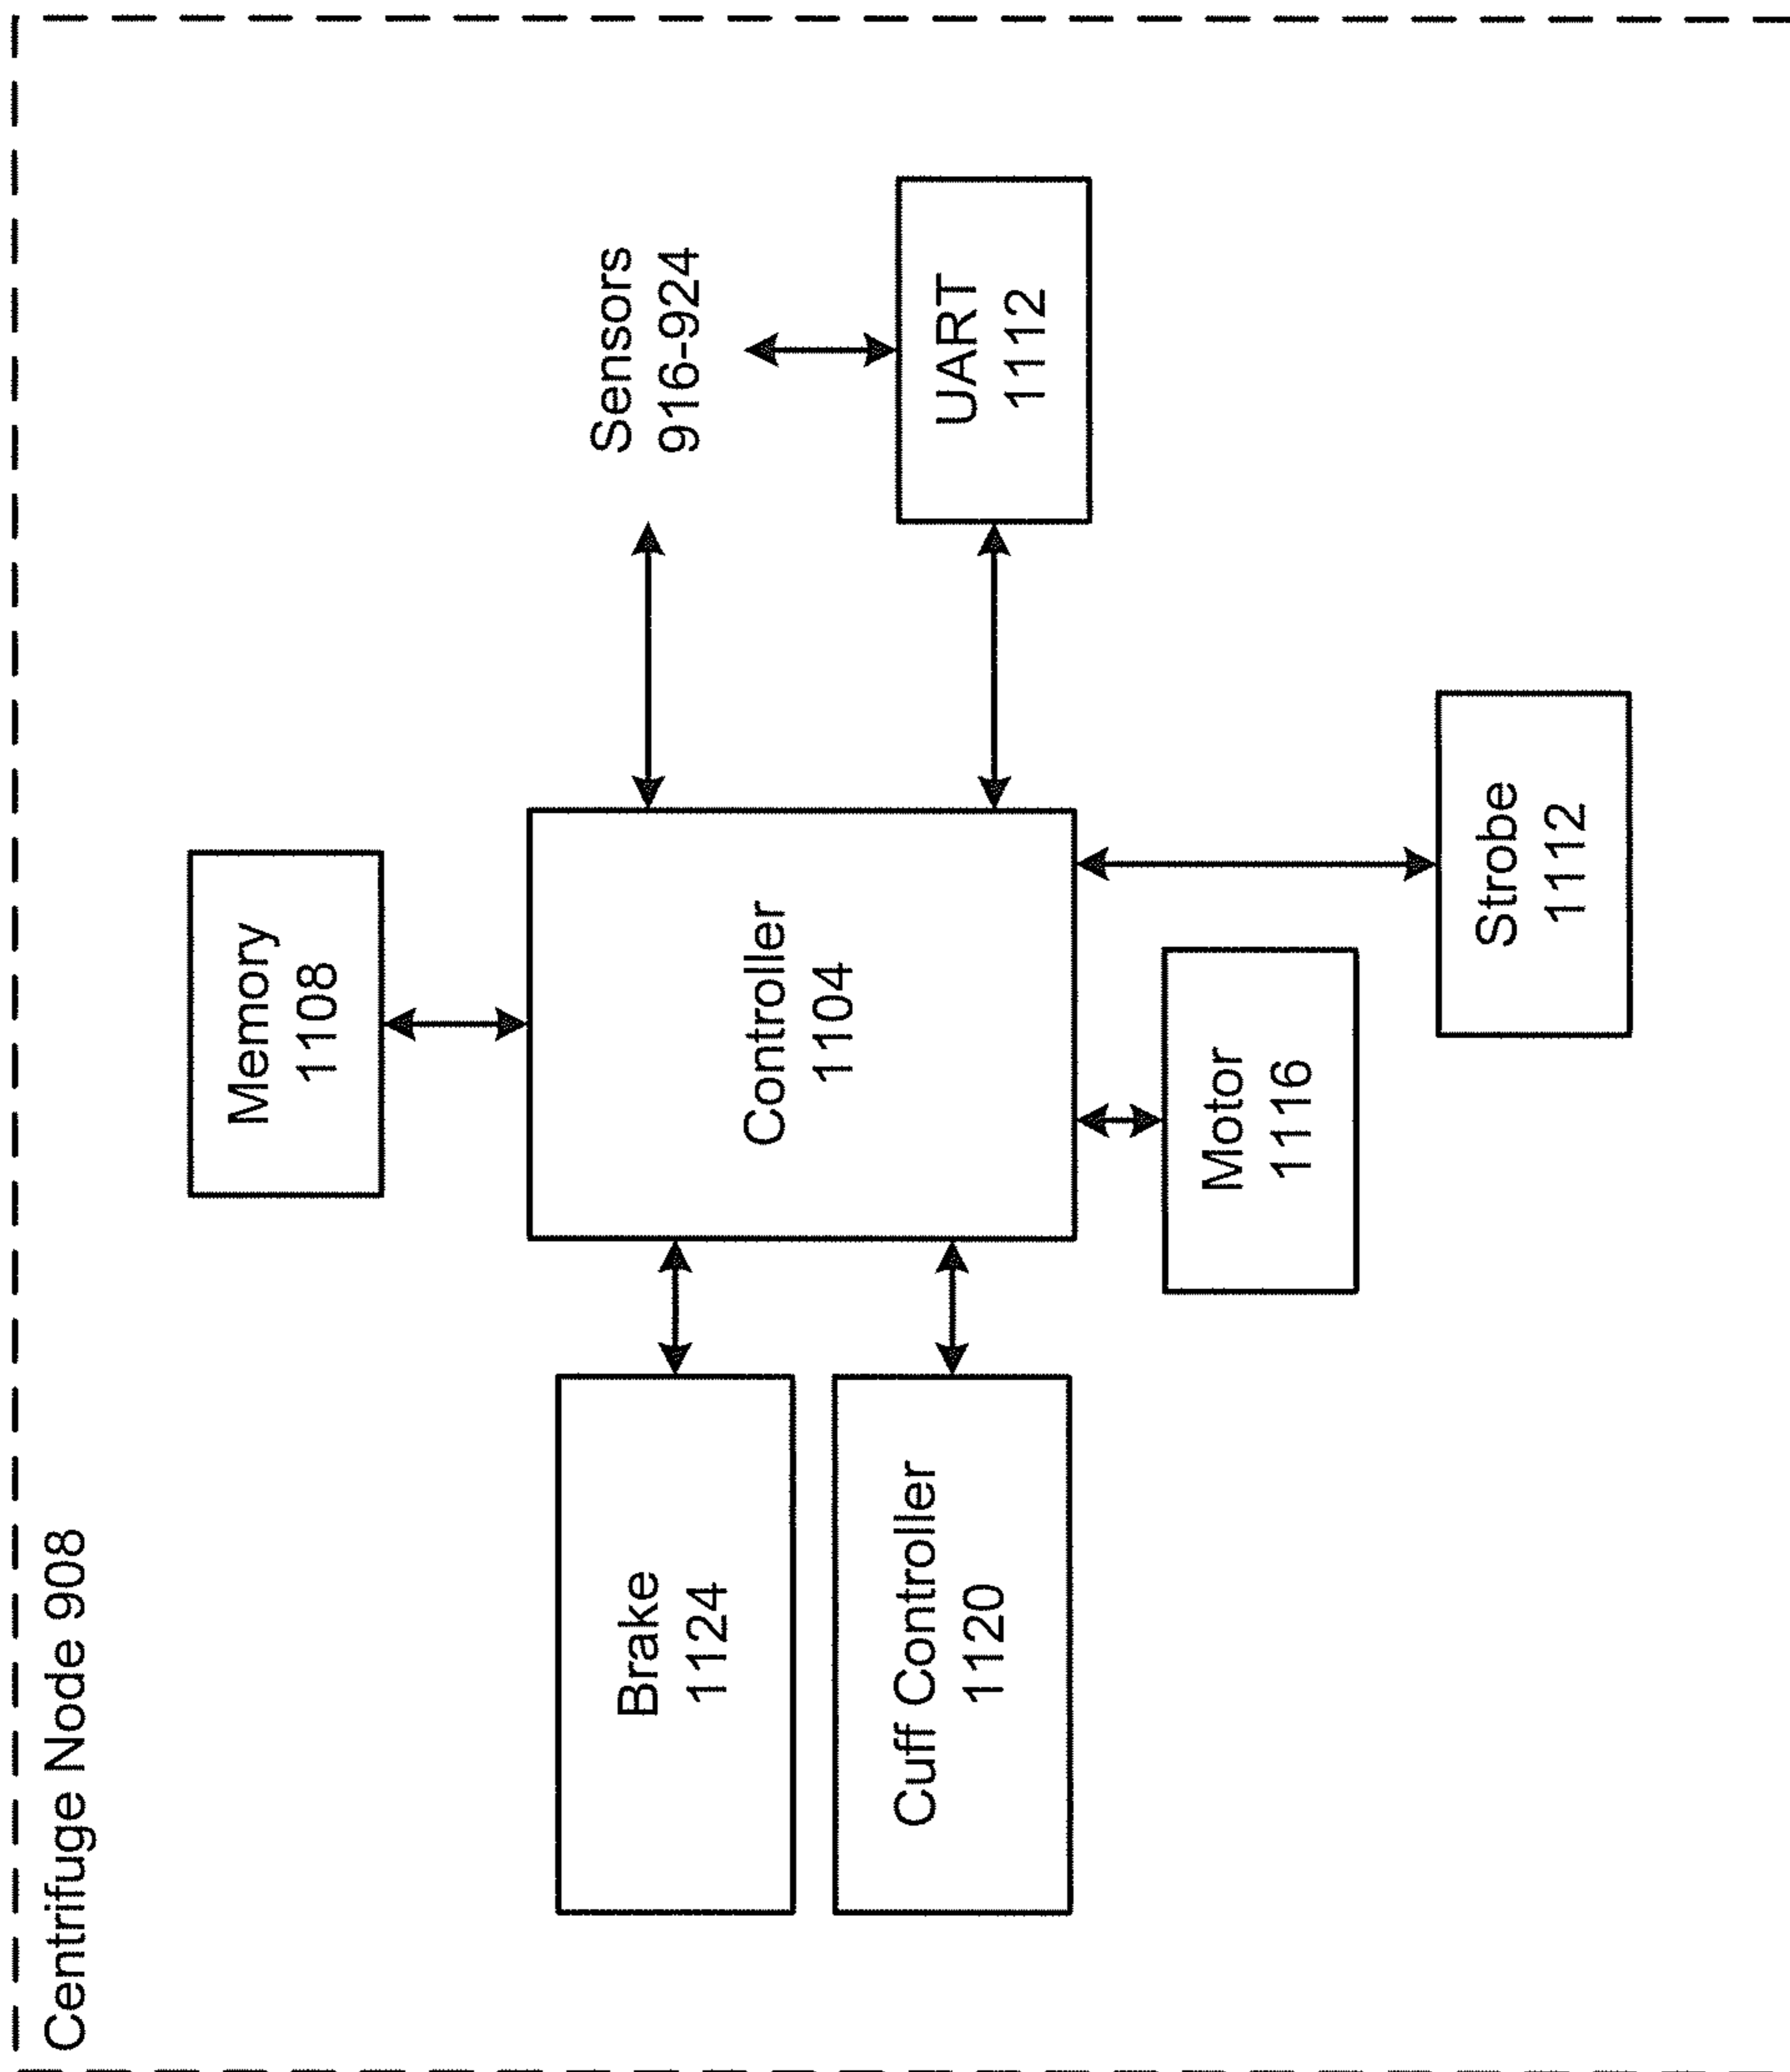 Centrifuge Node 908
Memory
1108
Brake
1124
Controller
1104
Sensors
916-924
Cuff Controller
1120
UART
1112
Motor
1116
Strobe
1112